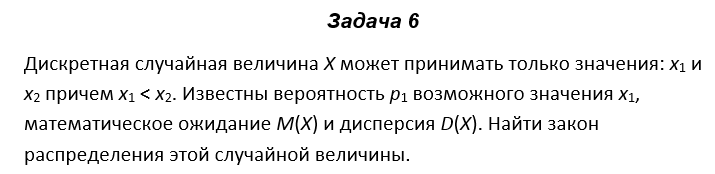 Задача 6
Дискретная случайная величина X может принимать только значения: x₁ и
x₂ причем x₁ < x₂. Известны вероятность p₁ возможного значения x₁,
математическое ожидание M(X) и дисперсия D(X). Найти закон
распределения этой случайной величины.